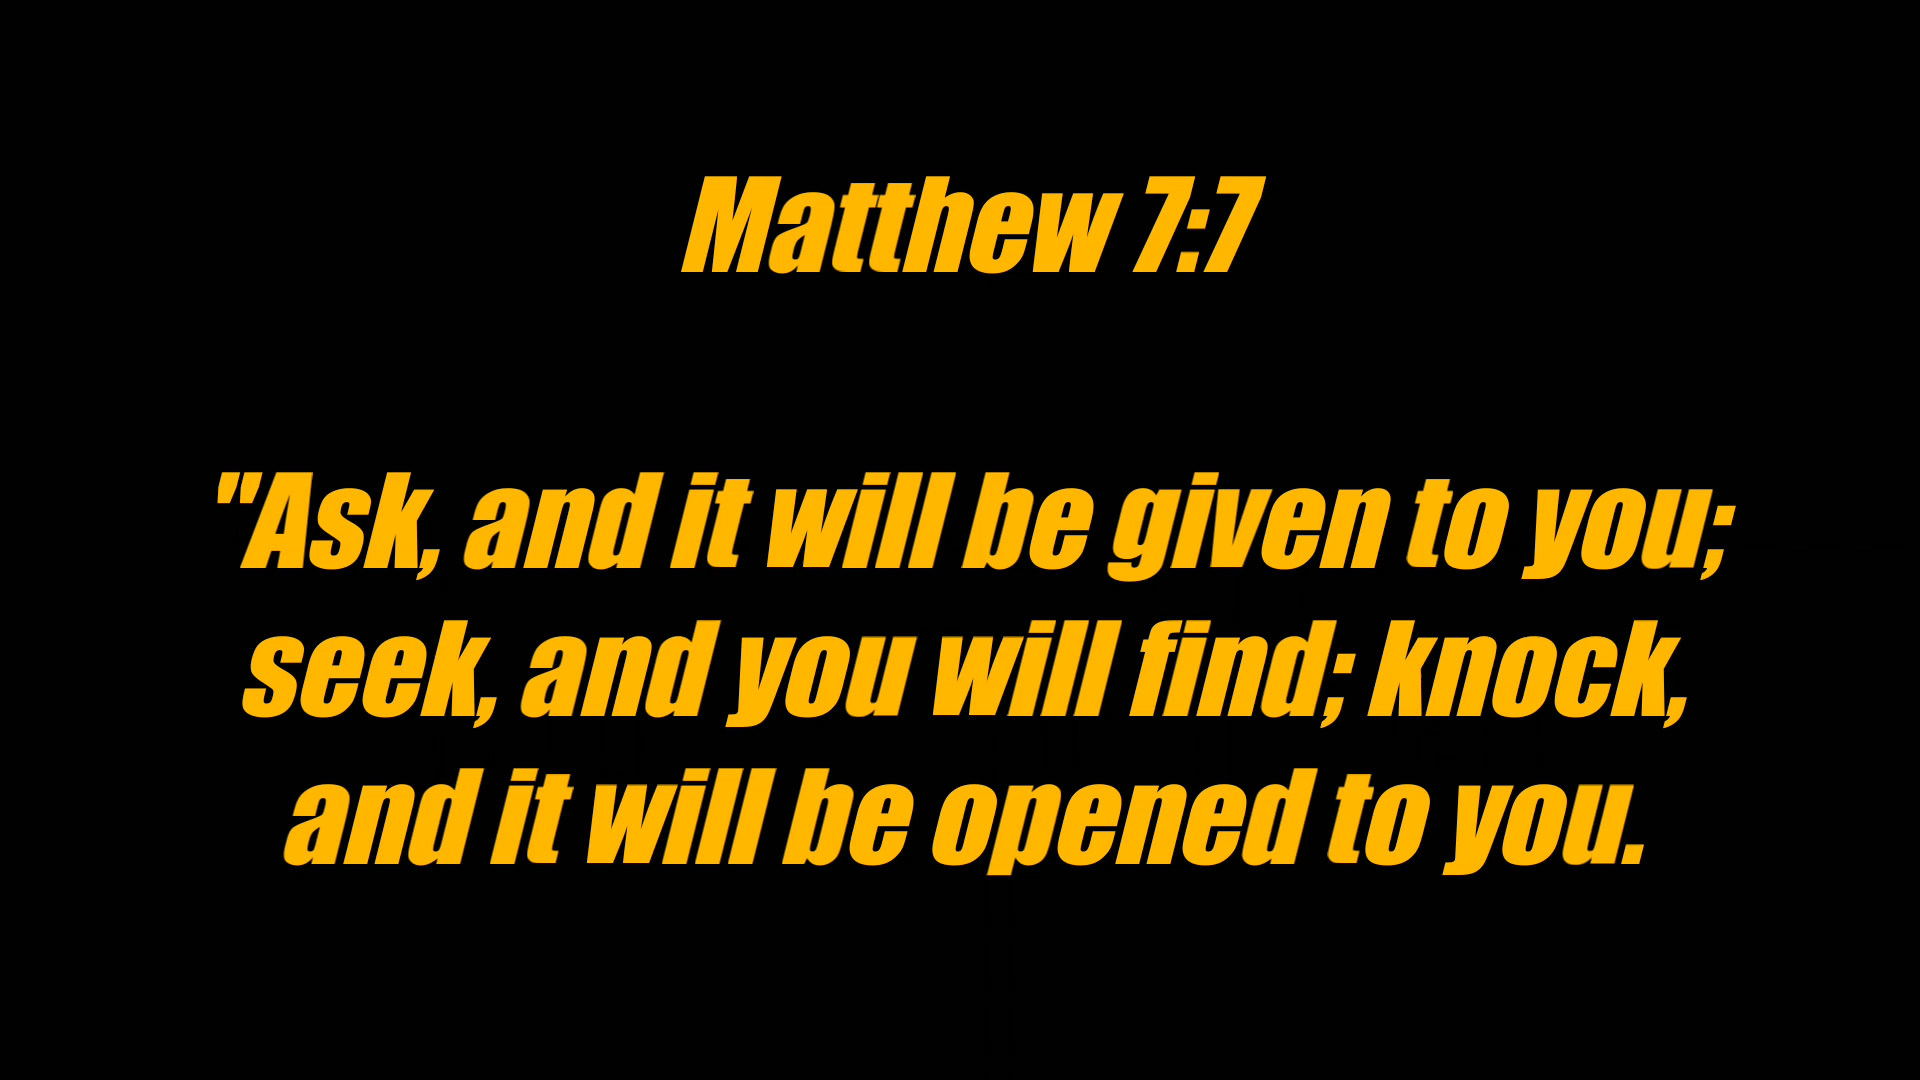 Matthew 7:7
"Ask, and it will be given to you;
seek, and you will find; knock,
and it will be opened to you.